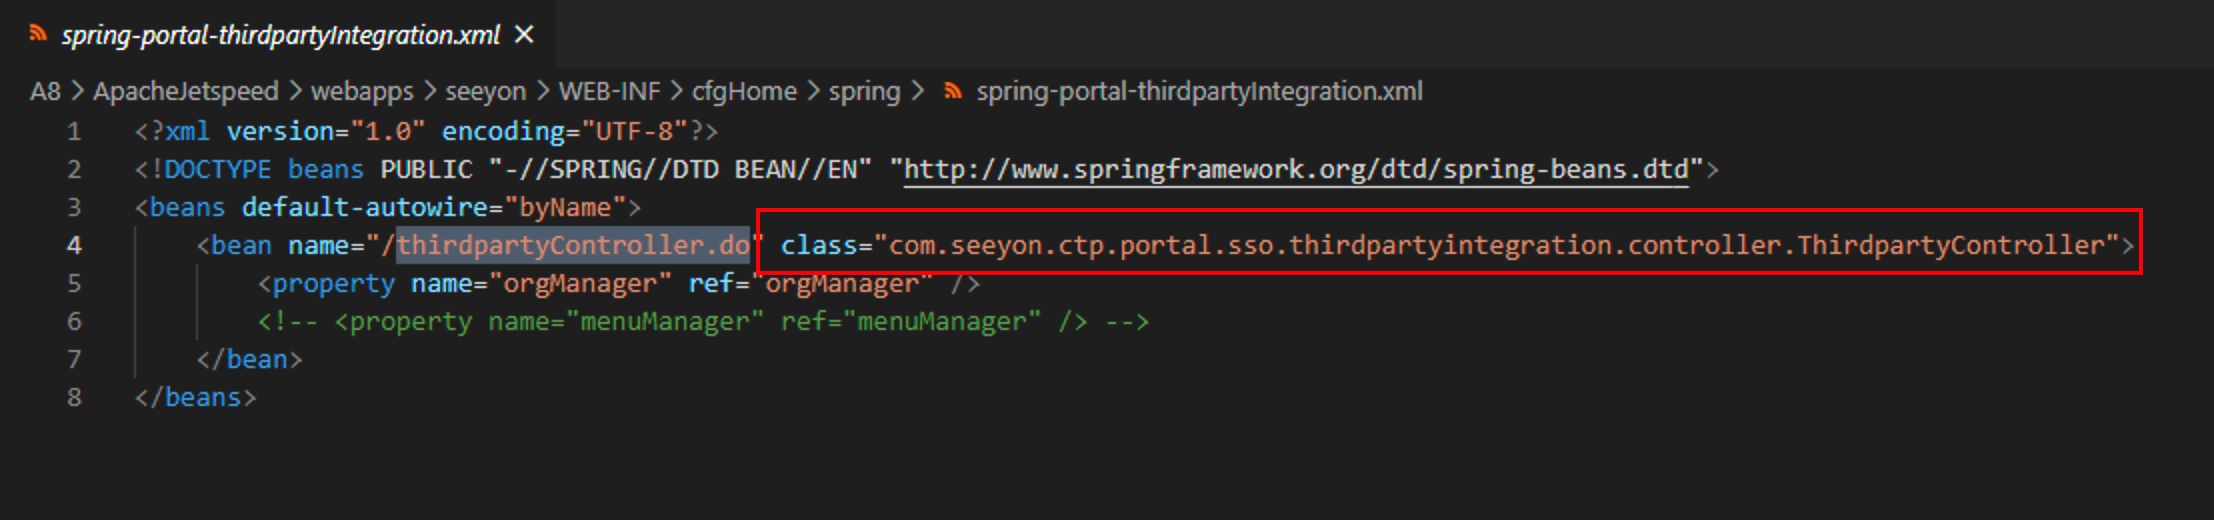 spring-portal-thirdpartyIntegration.xml ×
A8 > ApacheJetspeed > webapps > seeyon > WEB-INF > cfgHome > spring > spring-portal-thirdpartyIntegration.xml
1 <?xml version="1.0" encoding="UTF-8"?>
2 <!DOCTYPE beans PUBLIC "-//SPRING//DTD BEAN//EN" "http://www.springframework.org/dtd/spring-beans.dtd">
3 <beans default-autowire="byName">
4 <bean name="/thirdpartyController.do" class="com.seeyon.ctp.portal.sso.thirdpartyintegration.controller.ThirdpartyController">
5 <property name="orgManager" ref="orgManager" />
6 <!-- <property name="menuManager" ref="menuManager" /> -->
7 </bean>
8 </beans>